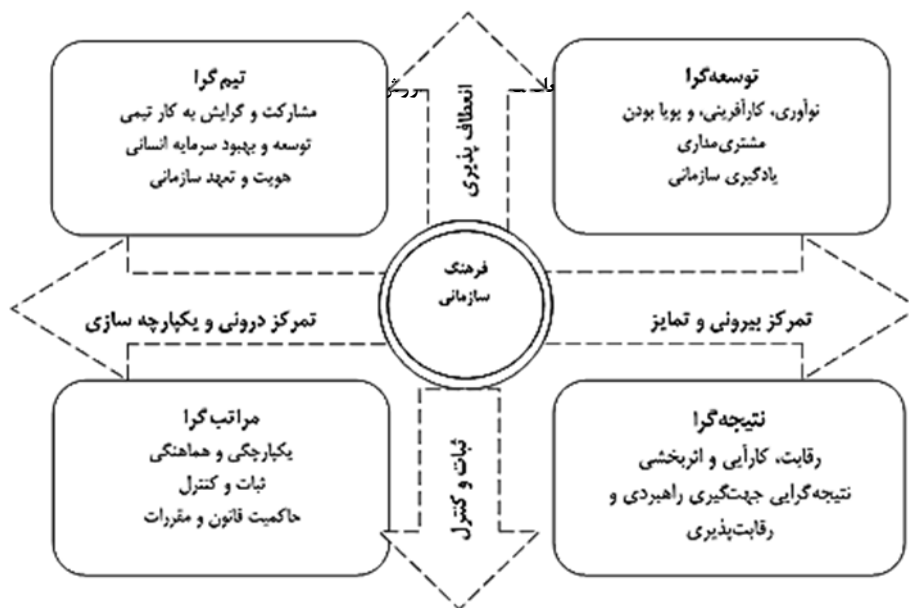 توسعه‌گرا
نوآوری، کارآفرینی، و پویا بودن
مشتری‌مداری
یادگیری سازمانی
انعطاف پذیری
تیم‌گرا
مشارکت و گرایش به کار تیمی
توسعه و بهبود سرمایه انسانی
هویت و تعهد سازمانی
فرهنگ
سازمانی
تمرکز بیرونی و تمایز
تمرکز درونی و یکپارچه سازی
نتیجه‌گرا
رقابت، کارآیی و اثربخشی
نتیجه‌گرایی جهت‌گیری راهبردی و
رقابت‌پذیری
ثبات و کنترل
مراتب‌گرا
یکپارچگی و هماهنگی
ثبات و کنترل
حاکمیت قانون و مقررات